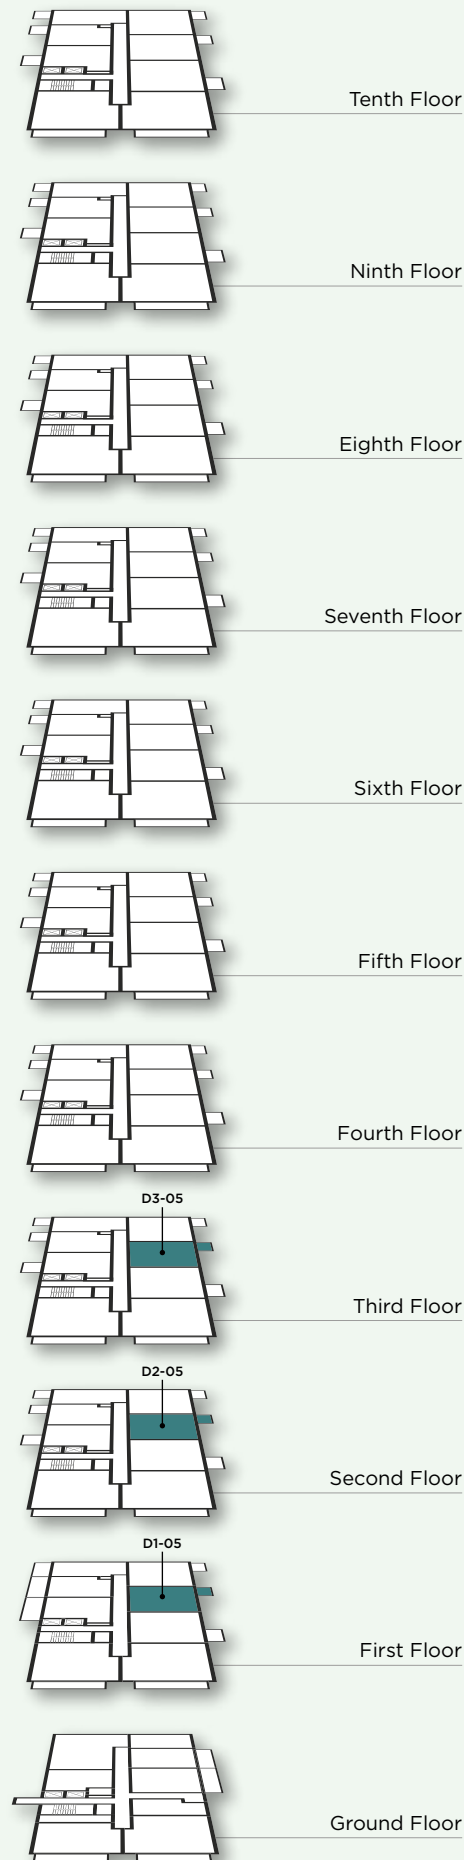 Tenth Floor
Ninth Floor
Eighth Floor
Seventh Floor
Sixth Floor
Fifth Floor
Fourth Floor
D3-05
Third Floor
D2-05
Second Floor
D1-05
First Floor
Ground Floor